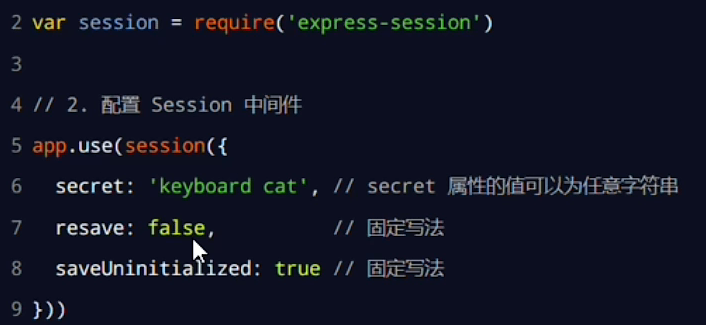 2 var session = require('express-session')
3
4 // 2. 配置 Session 中间件
5 app.use(session({
6   secret: 'keyboard cat', // secret 属性的值可以为任意字符串
7   resave: false,          // 固定写法
8   saveUninitialized: true // 固定写法
9 }))